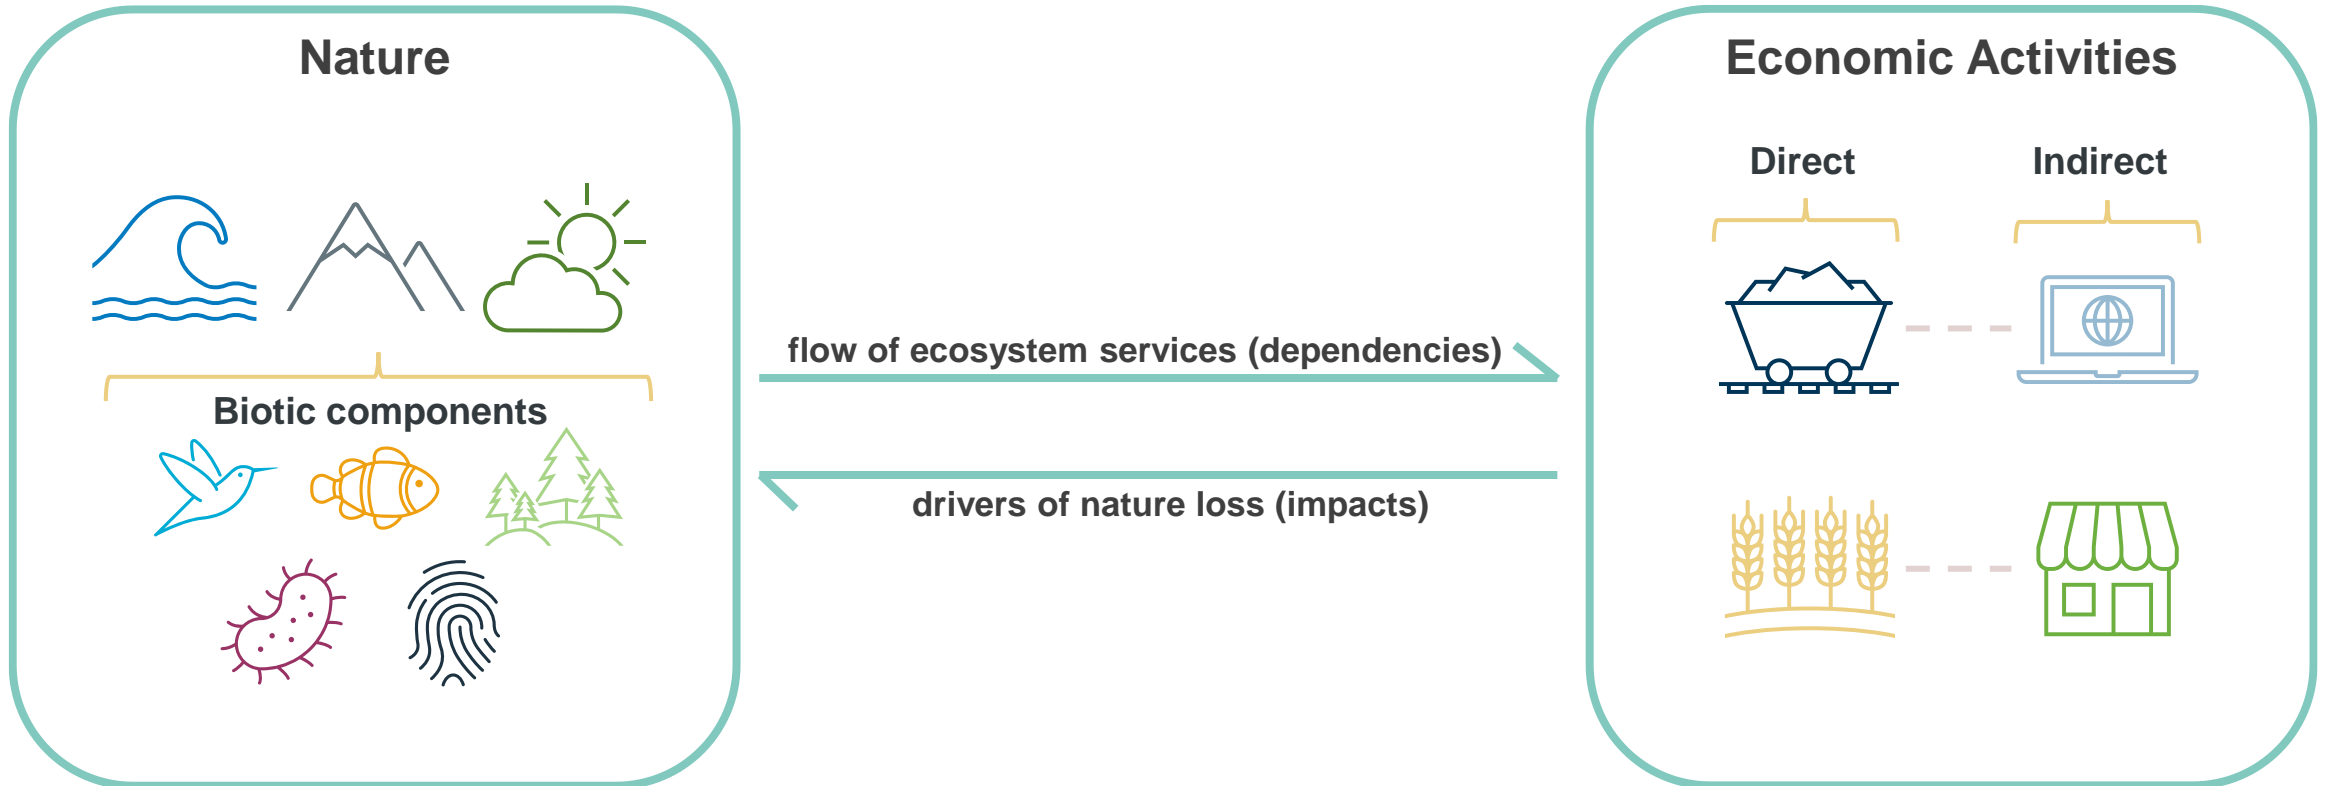 Nature
Biotic components
flow of ecosystem services (dependencies)
drivers of nature loss (impacts)
Economic Activities
Direct
Indirect